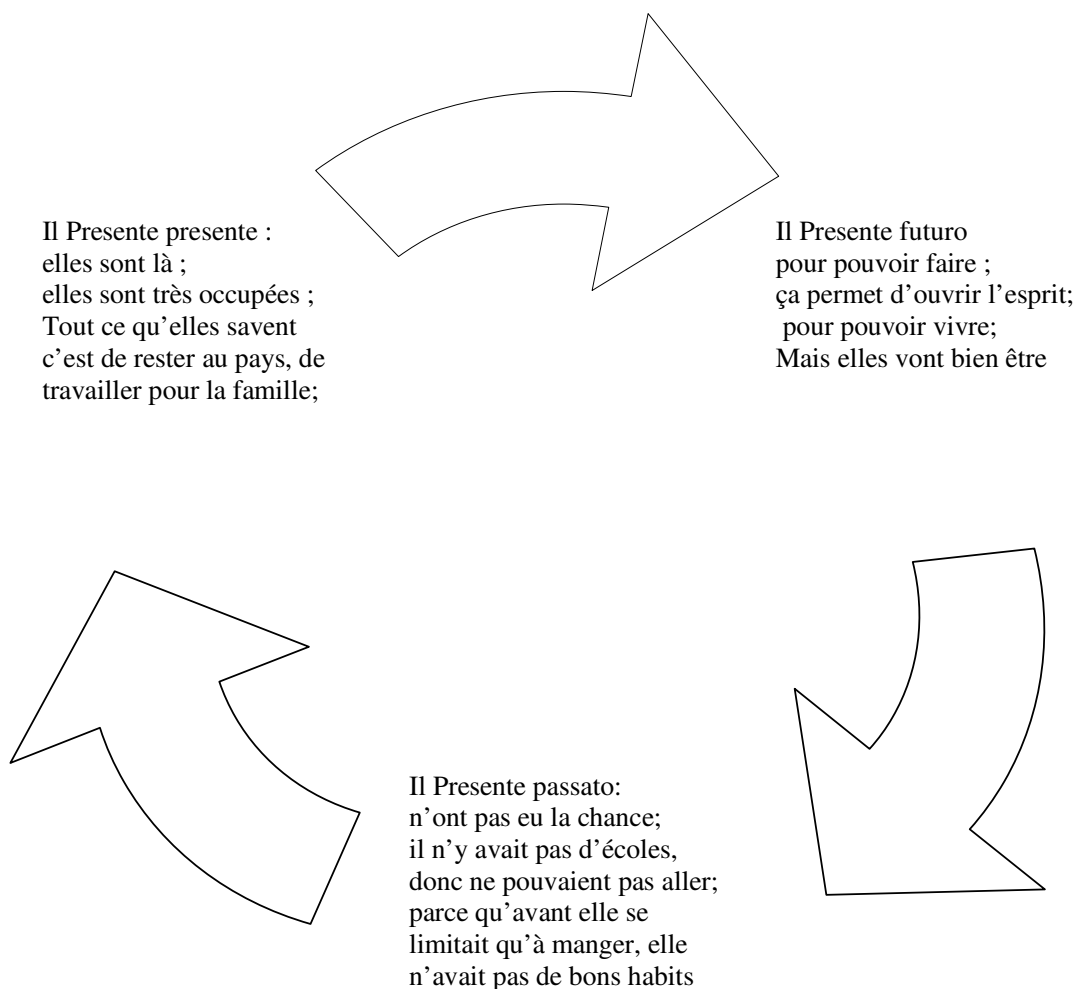 Il Presente presente :
elles sont là ;
elles sont très occupées ;
Tout ce qu’elles savent
c’est de rester au pays, de
travailler pour la famille;
Il Presente futuro
pour pouvoir faire ;
ça permet d’ouvrir l’esprit;
pour pouvoir vivre;
Mais elles vont bien être
Il Presente passato:
n’ont pas eu la chance;
il n’y avait pas d’écoles,
donc ne pouvaient pas aller;
parce qu’avant elle se
limitait qu’à manger, elle
n’avait pas de bons habits